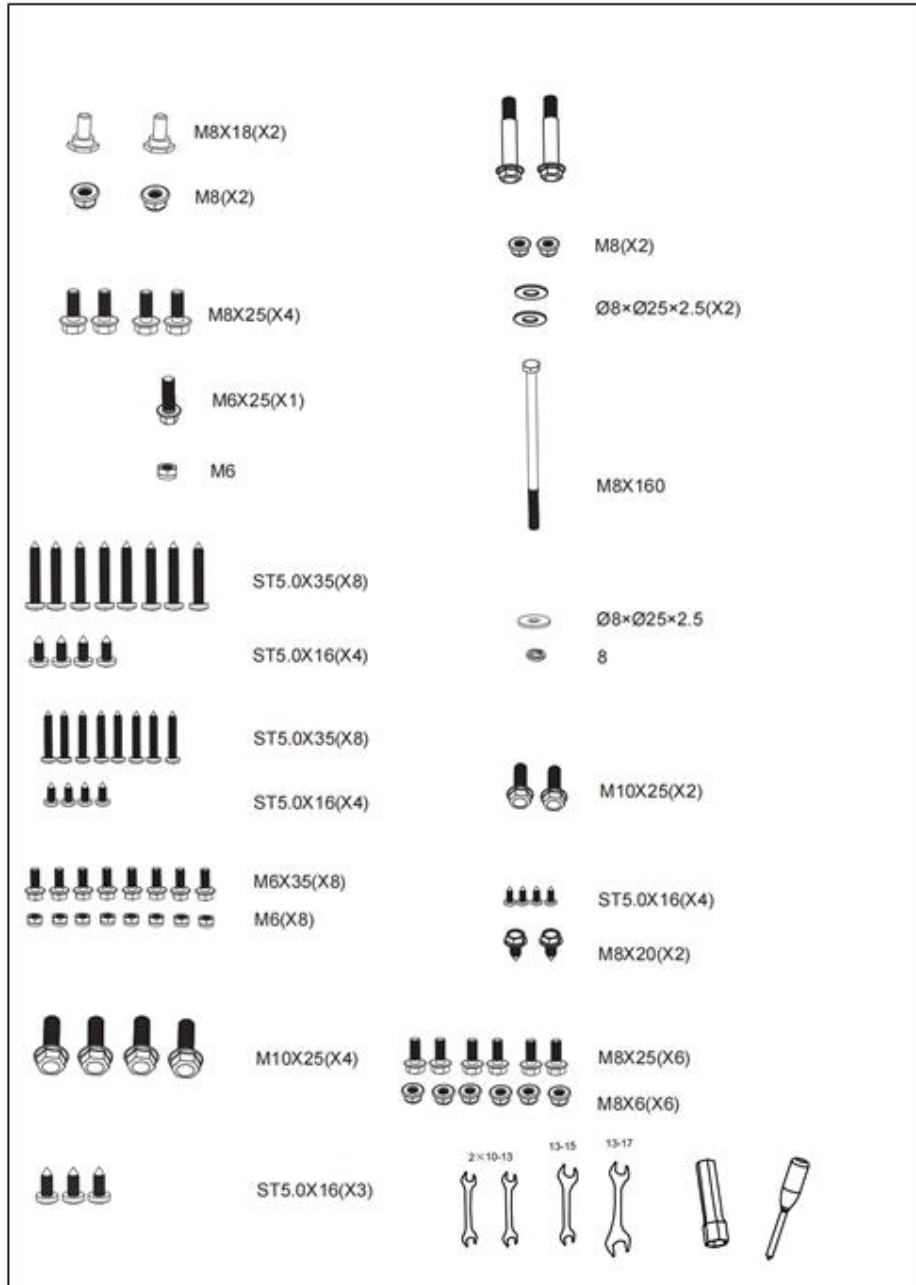 M8X18(X2)
M8(X2)
M8X25(X4)
M6X25(X1)
M6
ST5.0X35(X8)
ST5.0X16(X4)
ST5.0X35(X8)
ST5.0X16(X4)
M6X35(X8)
M6(X8)
M10X25(X4)
ST5.0X16(X3)
M8(X2)
Ø8×Ø25×2.5(X2)
M8X160
Ø8×Ø25×2.5
8
M10X25(X2)
ST5.0X16(X4)
M8X20(X2)
M8X25(X6)
M8X6(X6)
2×10-13
13-15
13-17